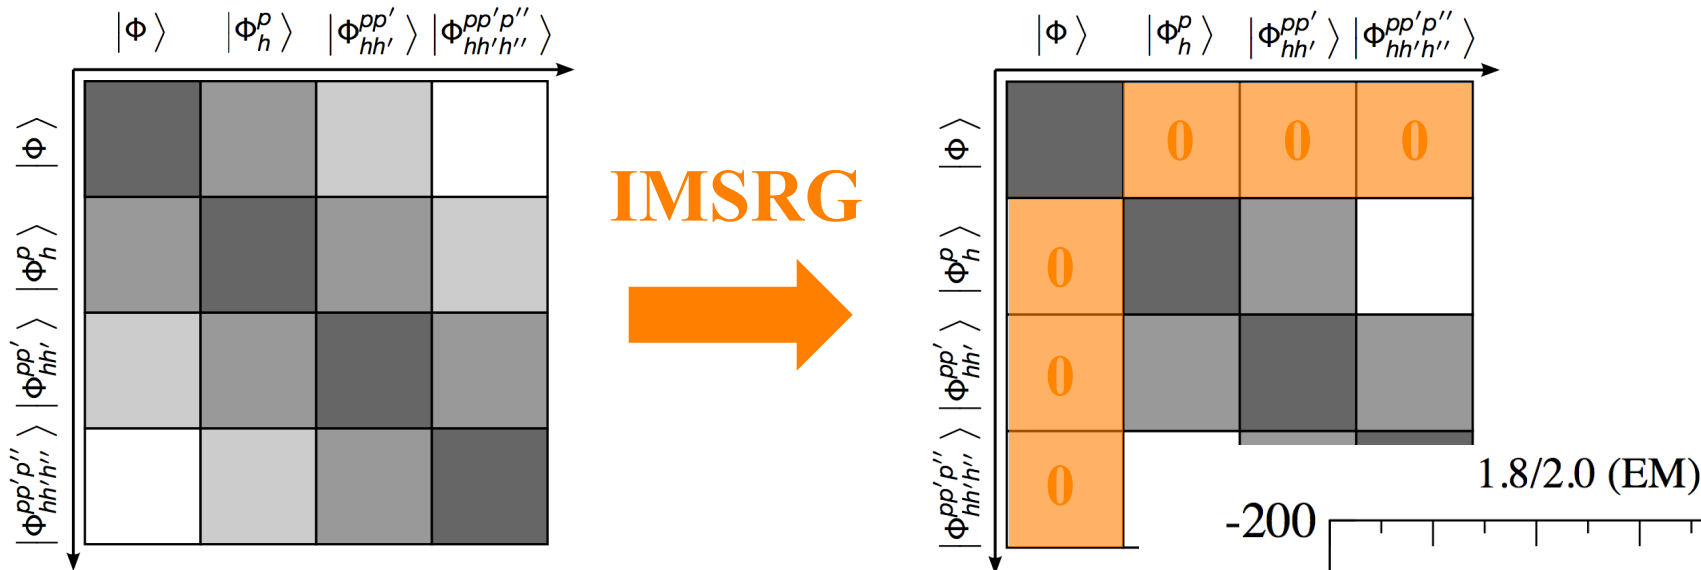 |Φ⟩ |Φ^p_h⟩ |Φ^{pp'}_{hh'}⟩ |Φ^{pp'p''}_{hh'h''}⟩
|Φ⟩
|Φ^p_h⟩
|Φ^{pp'}_{hh'}⟩
|Φ^{pp'p''}_{hh'h''}⟩
IMSRG
|Φ⟩ |Φ^p_h⟩ |Φ^{pp'}_{hh'}⟩ |Φ^{pp'p''}_{hh'h''}⟩
|Φ⟩ 0 0 0
|Φ^p_h⟩ 0
|Φ^{pp'}_{hh'}⟩ 0
|Φ^{pp'p''}_{hh'h''}⟩ 0
1.8/2.0 (EM)
-200